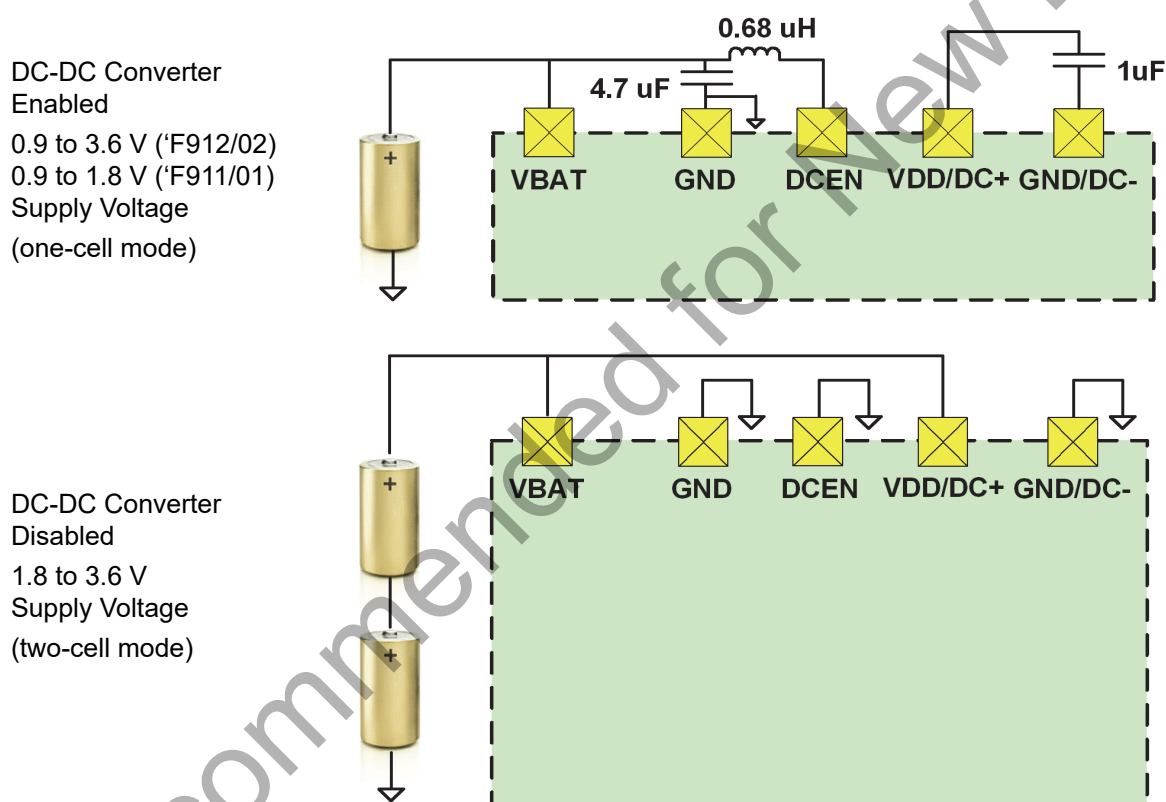 DC-DC Converter
Enabled
0.9 to 3.6 V (‘F912/02)
0.9 to 1.8 V (‘F911/01)
Supply Voltage
(one-cell mode)
0.68 uH
4.7 uF
1uF
+
VBAT
GND
DCEN
VDD/DC+
GND/DC-
DC-DC Converter
Disabled
1.8 to 3.6 V
Supply Voltage
(two-cell mode)
+
+
VBAT
GND
DCEN
VDD/DC+
GND/DC-
ommended for New